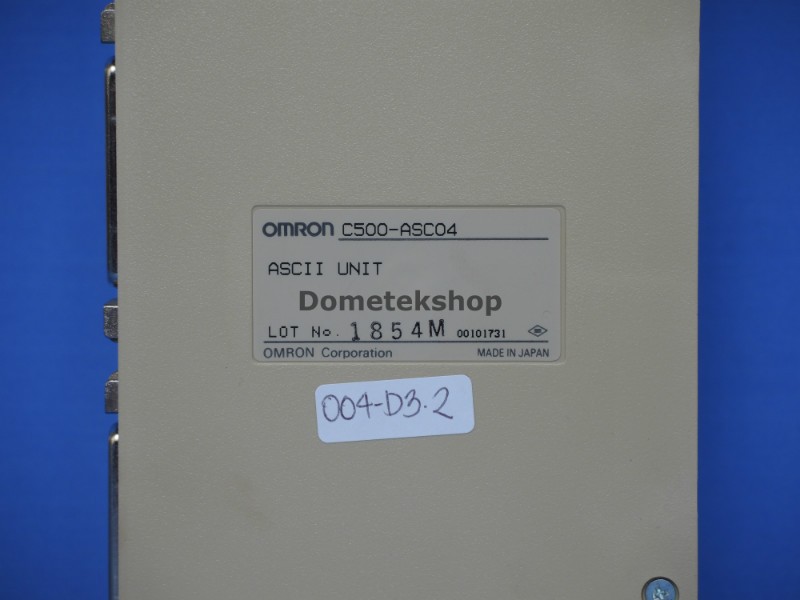 OMRON C500-ASC04
ASCII UNIT
Dometekshop
LOT No. 1854M 00101731
OMRON Corporation MADE IN JAPAN
004-D3.2